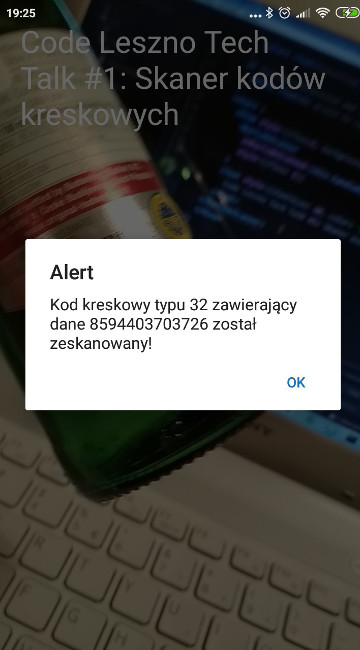 19:25
Code Leszno Tech
Talk #1: Skaner kodów
kreskowych
Alert
Kod kreskowy typu 32 zawierający
dane 8594403703726 został
zeskanowany!
OK